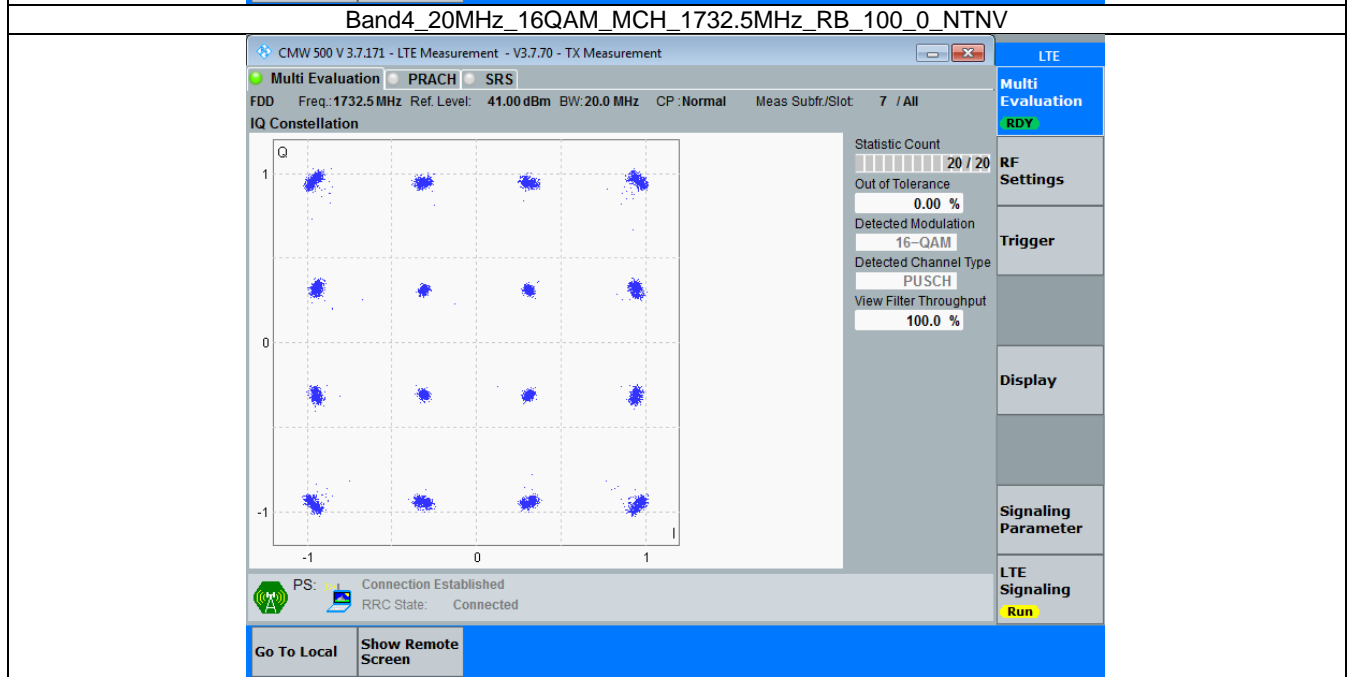 Band4_20MHz_16QAM_MCH_1732.5MHz_RB_100_0_NTNV
CMW 500 V 3.7.171 - LTE Measurement - V3.7.70 - TX Measurement
LTE
Multi Evaluation PRACH SRS
Multi
Evaluation
RDY
FDD Freq.:1732.5 MHz Ref. Level: 41.00 dBm BW:20.0 MHz CP :Normal Meas Subfr./Slot: 7 / All
IQ Constellation
Q
1
0
-1
I
-1 0 1
Statistic Count
20 / 20
Out of Tolerance
0.00 %
Detected Modulation
16-QAM
Detected Channel Type
PUSCH
View Filter Throughput
100.0 %
RF
Settings
Trigger
Display
Signaling
Parameter
LTE
Signaling
Run
PS: Connection Established
RRC State: Connected
Go To Local
Show Remote
Screen